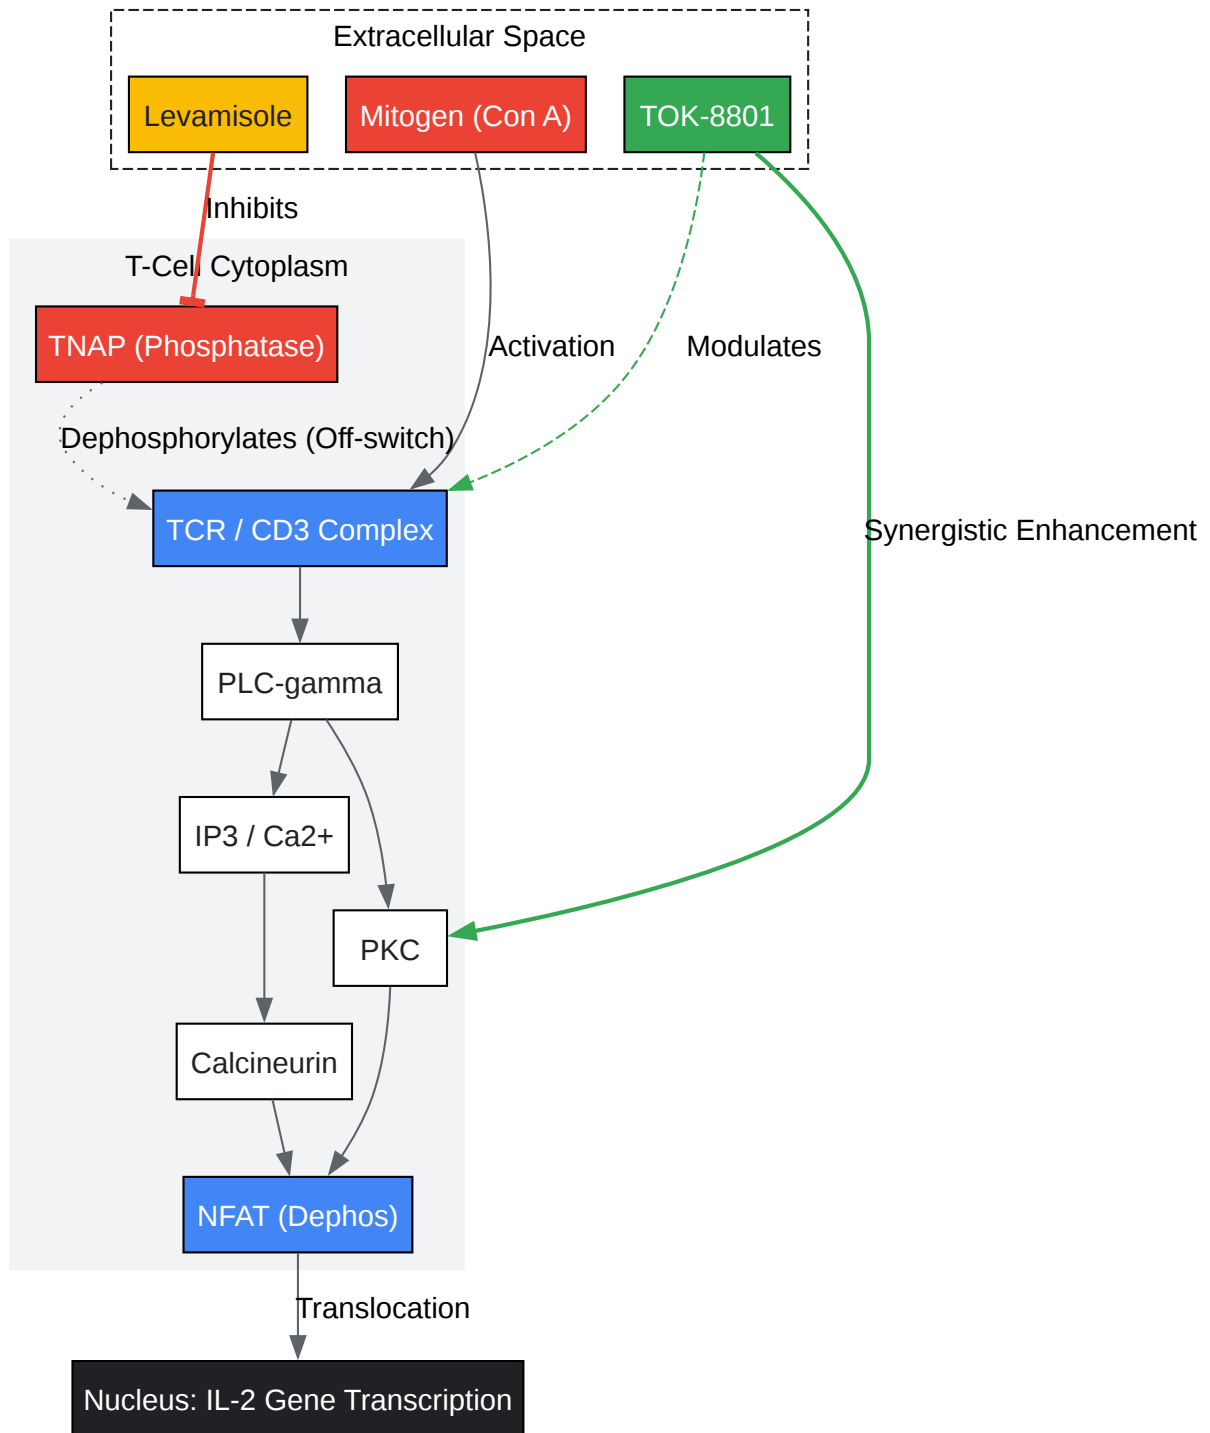 Extracellular Space
Levamisole
Mitogen (Con A)
TOK-8801
Inhibits
T-Cell Cytoplasm
TNAP (Phosphatase)
Activation
Modulates
Dephosphorylates (Off-switch)
TCR / CD3 Complex
Synergistic Enhancement
PLC-gamma
IP3 / Ca2+
PKC
Calcineurin
NFAT (Dephos)
Translocation
Nucleus: IL-2 Gene Transcription